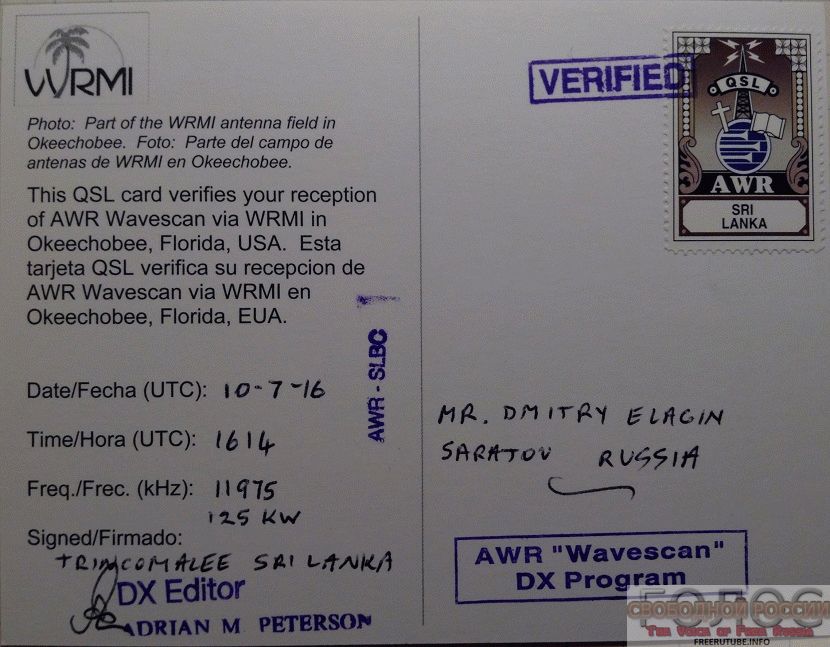 WRMI
Photo: Part of the WRMI antenna field in
Okeechobee. Foto: Parte del campo de
antenas de WRMI en Okeechobee.
This QSL card verifies your reception
of AWR Wavescan via WRMI in
Okeechobee, Florida, USA. Esta
tarjeta QSL verifica su recepcion de
AWR Wavescan via WRMI en
Okeechobee, Florida, EUA.
Date/Fecha (UTC): 10-7-16
Time/Hora (UTC): 1614
Freq./Frec. (kHz): 11975
125 KW
Signed/Firmado:
TRINCOMALEE SRI LANKA
DX Editor
ADRIAN M PETERSON
AWR - SLBC
VERIFIED
QSL
AWR
SRI
LANKA
MR. DMITRY ELAGIN
SARATOV RUSSIA
AWR "Wavescan"
DX Program
ГОЛОС
СВОБОДНОЙ РОССИИ
The Voice of Free Russia
FREERUTUBE.INFO